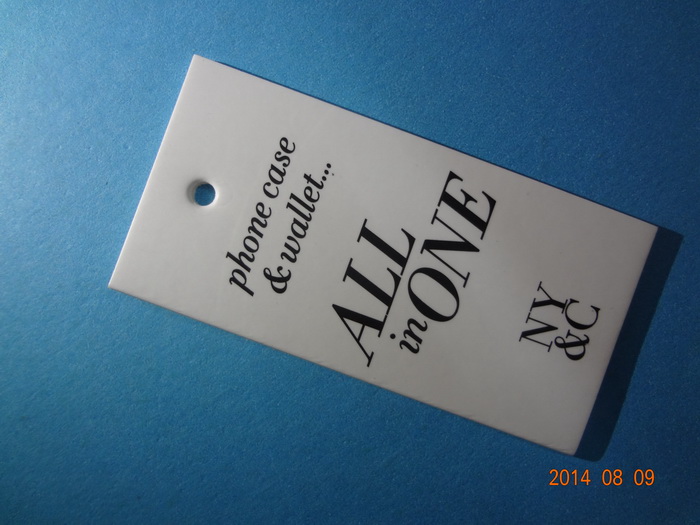 phone case
& wallet...
ALL
in ONE
NY
&C
2014 08 09